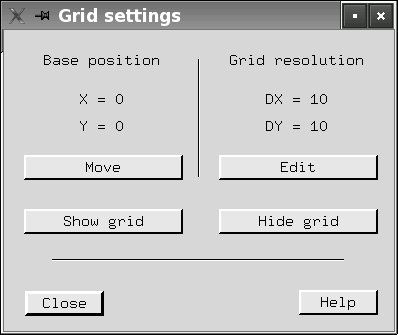 Grid settings
Base position
Grid resolution
X = 0
DX = 10
Y = 0
DY = 10
Move
Edit
Show grid
Hide grid
Close
Help